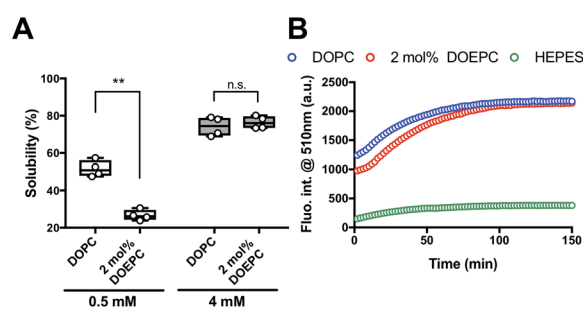 A
Solubility (%)
100
80
60
40
20
**
n.s.
DOPC
2 mol%
DOEPC
DOPC
2 mol%
DOEPC
0.5 mM
4 mM
B
DOPC
2 mol% DOEPC
HEPES
Fluo. int. @ 510nm (a.u.)
2500
2000
1500
1000
500
0
0
50
100
150
Time (min)